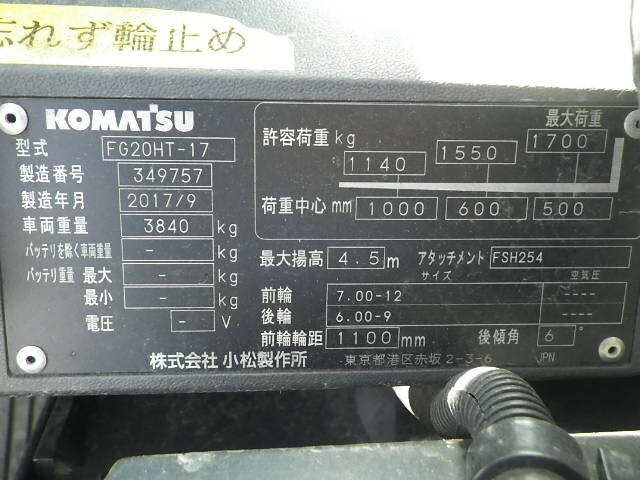 忘れず輪止め
KOMATSU
型式 FG20HT-17
製造番号 349757
製造年月 2017/9
車両重量 3840 kg
バッテリを除く車両重量 - kg
バッテリ重量 最大 - kg
最小 - kg
電圧 - V
最大荷重
許容荷重 kg 1140 1550 1700
荷重中心 mm 1000 600 500
最大揚高 4.5 m アタッチメント FSH254
サイズ 空気圧
前輪 7.00-12 ----
後輪 6.00-9 ----
前輪輪距 1100 mm 後傾角 6°
株式会社 小松製作所 東京都港区赤坂2-3-6 JPN